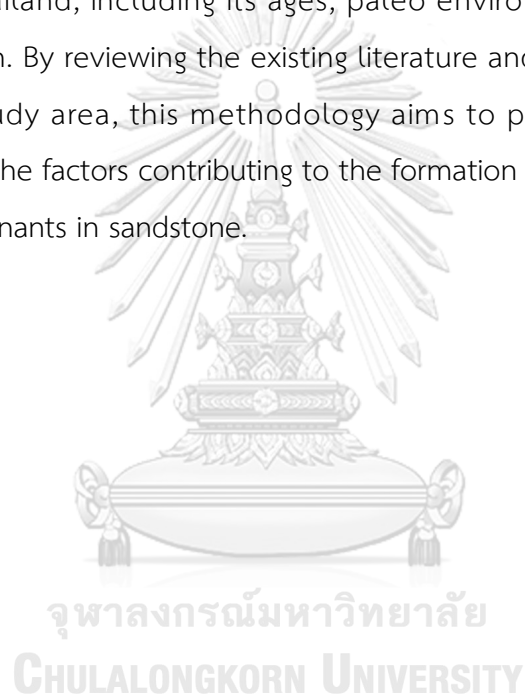 ailand, including its ages, paleo enviro
n. By reviewing the existing literature and
udy area, this methodology aims to p
he factors contributing to the formation
nants in sandstone.
จุฬาลงกรณ์มหาวิทยาลัย
CHULALONGKORN UNIVERSITY